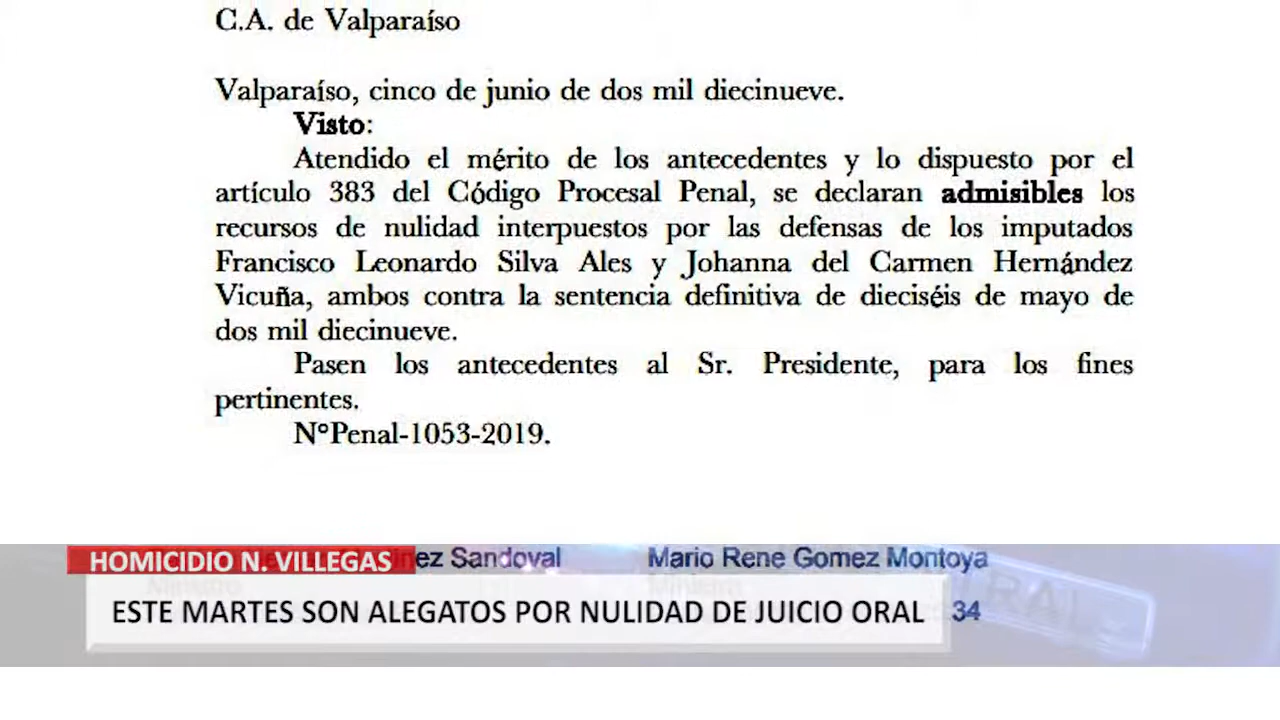 C.A. de Valparaíso
Valparaíso, cinco de junio de dos mil diecinueve.
Visto:
Atendido el mérito de los antecedentes y lo dispuesto por el
artículo 383 del Código Procesal Penal, se declaran admisibles los
recursos de nulidad interpuestos por las defensas de los imputados
Francisco Leonardo Silva Ales y Johanna del Carmen Hernández
Vicuña, ambos contra la sentencia definitiva de dieciséis de mayo de
dos mil diecinueve.
Pasen los antecedentes al Sr. Presidente, para los fines
pertinentes.
N°Penal-1053-2019.
Sandoval Mario Rene Gomez Montoya
HOMICIDIO N. VILLEGAS
Ministro
ESTE MARTES SON ALEGATOS POR NULIDAD DE JUICIO ORAL 34